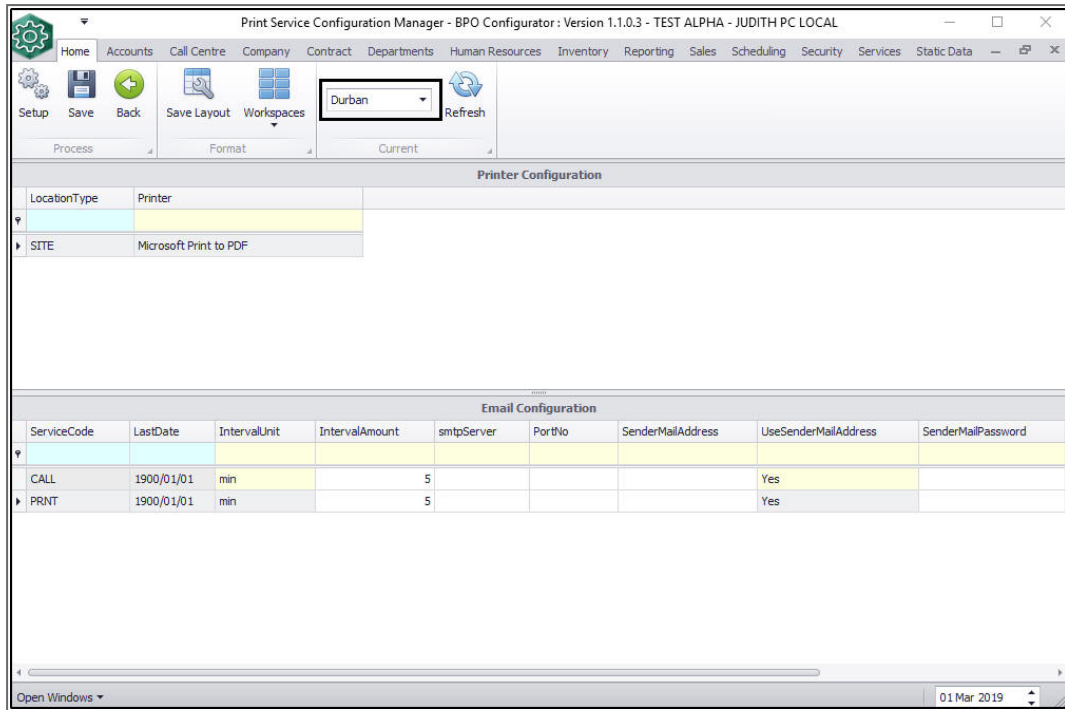 Print Service Configuration Manager - BPO Configurator : Version 1.1.0.3 - TEST ALPHA - JUDITH PC LOCAL
Home Accounts Call Centre Company Contract Departments Human Resources Inventory Reporting Sales Scheduling Security Services Static Data
Durban
Setup Save Back Save Layout Workspaces Refresh
Process Format Current
Printer Configuration
LocationType Printer
SITE Microsoft Print to PDF
Email Configuration
ServiceCode LastDate IntervalUnit IntervalAmount smtpServer PortNo SenderMailAddress UseSenderMailAddress SenderMailPassword
CALL 1900/01/01 min 5 Yes
PRNT 1900/01/01 min 5 Yes
Open Windows 01 Mar 2019